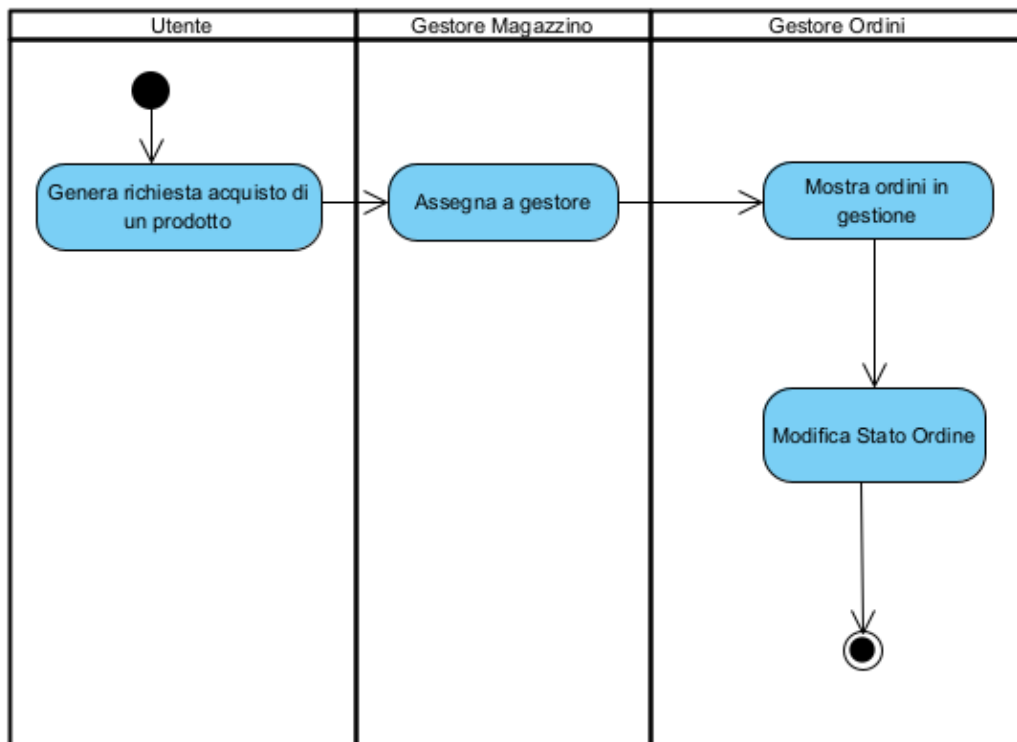 Utente
Gestore Magazzino
Gestore Ordini
Genera richiesta acquisto di
un prodotto
Assegna a gestore
Mostra ordini in
gestione
Modifica Stato Ordine